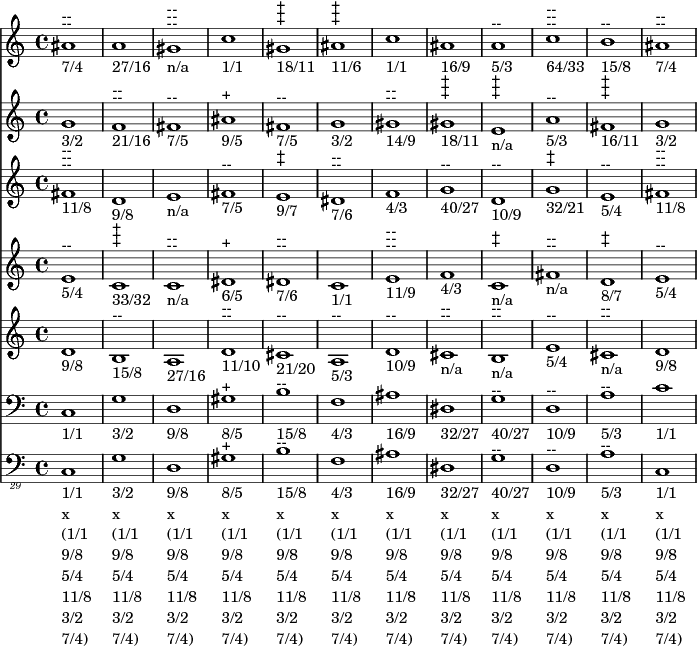 7/4 27/16 n/a 1/1 18/11 11/6 1/1 16/9 5/3 64/33 15/8 7/4
3/2 21/16 7/5 9/5 7/5 3/2 14/9 18/11 n/a 5/3 16/11 3/2
11/8 9/8 n/a 7/5 9/7 7/6 4/3 40/27 10/9 32/21 5/4 11/8
5/4 33/32 n/a 6/5 7/6 1/1 11/9 4/3 n/a n/a 8/7 5/4
9/8 15/8 27/16 11/10 21/20 5/3 10/9 n/a n/a 5/4 n/a 9/8
1/1 3/2 9/8 8/5 15/8 4/3 16/9 32/27 40/27 10/9 5/3 1/1
29
1/1 3/2 9/8 8/5 15/8 4/3 16/9 32/27 40/27 10/9 5/3 1/1
x x x x x x x x x x x x
(1/1 (1/1 (1/1 (1/1 (1/1 (1/1 (1/1 (1/1 (1/1 (1/1 (1/1 (1/1
9/8 9/8 9/8 9/8 9/8 9/8 9/8 9/8 9/8 9/8 9/8 9/8
5/4 5/4 5/4 5/4 5/4 5/4 5/4 5/4 5/4 5/4 5/4 5/4
11/8 11/8 11/8 11/8 11/8 11/8 11/8 11/8 11/8 11/8 11/8 11/8
3/2 3/2 3/2 3/2 3/2 3/2 3/2 3/2 3/2 3/2 3/2 3/2
7/4) 7/4) 7/4) 7/4) 7/4) 7/4) 7/4) 7/4) 7/4) 7/4) 7/4) 7/4)